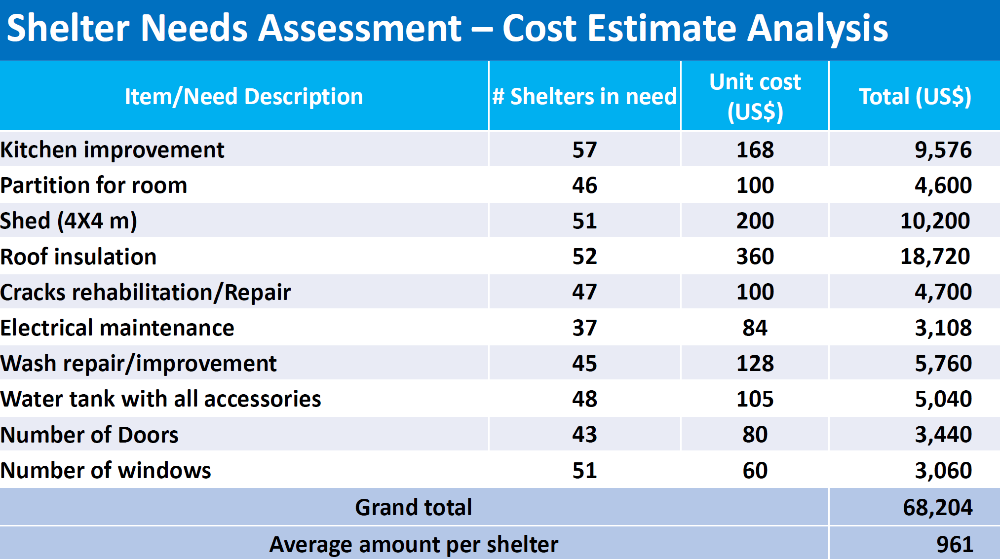 Shelter Needs Assessment – Cost Estimate Analysis
Item/Need Description # Shelters in need Unit cost (US$) Total (US$)
Kitchen improvement 57 168 9,576
Partition for room 46 100 4,600
Shed (4X4 m) 51 200 10,200
Roof insulation 52 360 18,720
Cracks rehabilitation/Repair 47 100 4,700
Electrical maintenance 37 84 3,108
Wash repair/improvement 45 128 5,760
Water tank with all accessories 48 105 5,040
Number of Doors 43 80 3,440
Number of windows 51 60 3,060
Grand total 68,204
Average amount per shelter 961